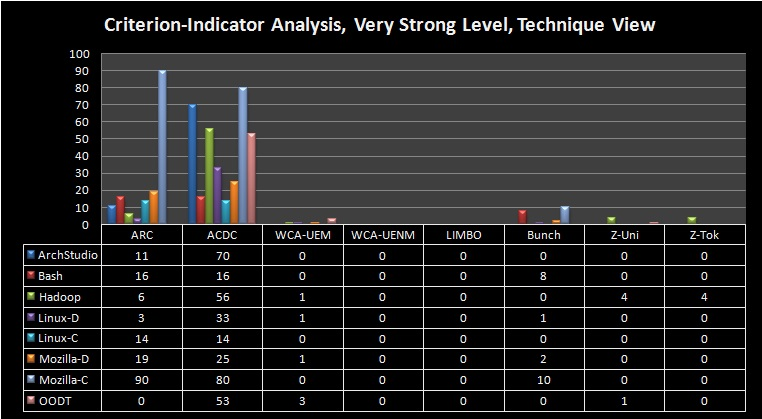 Criterion-Indicator Analysis, Very Strong Level, Technique View
100
90
80
70
60
50
40
30
20
10
0
ARC ACDC WCA-UEM WCA-UENM LIMBO Bunch Z-Uni Z-Tok
ArchStudio 11 70 0 0 0 0 0 0
Bash 16 16 0 0 0 8 0 0
Hadoop 6 56 1 0 0 0 4 4
Linux-D 3 33 1 0 0 1 0 0
Linux-C 14 14 0 0 0 0 0 0
Mozilla-D 19 25 1 0 0 2 0 0
Mozilla-C 90 80 0 0 0 10 0 0
OODT 0 53 3 0 0 0 1 0